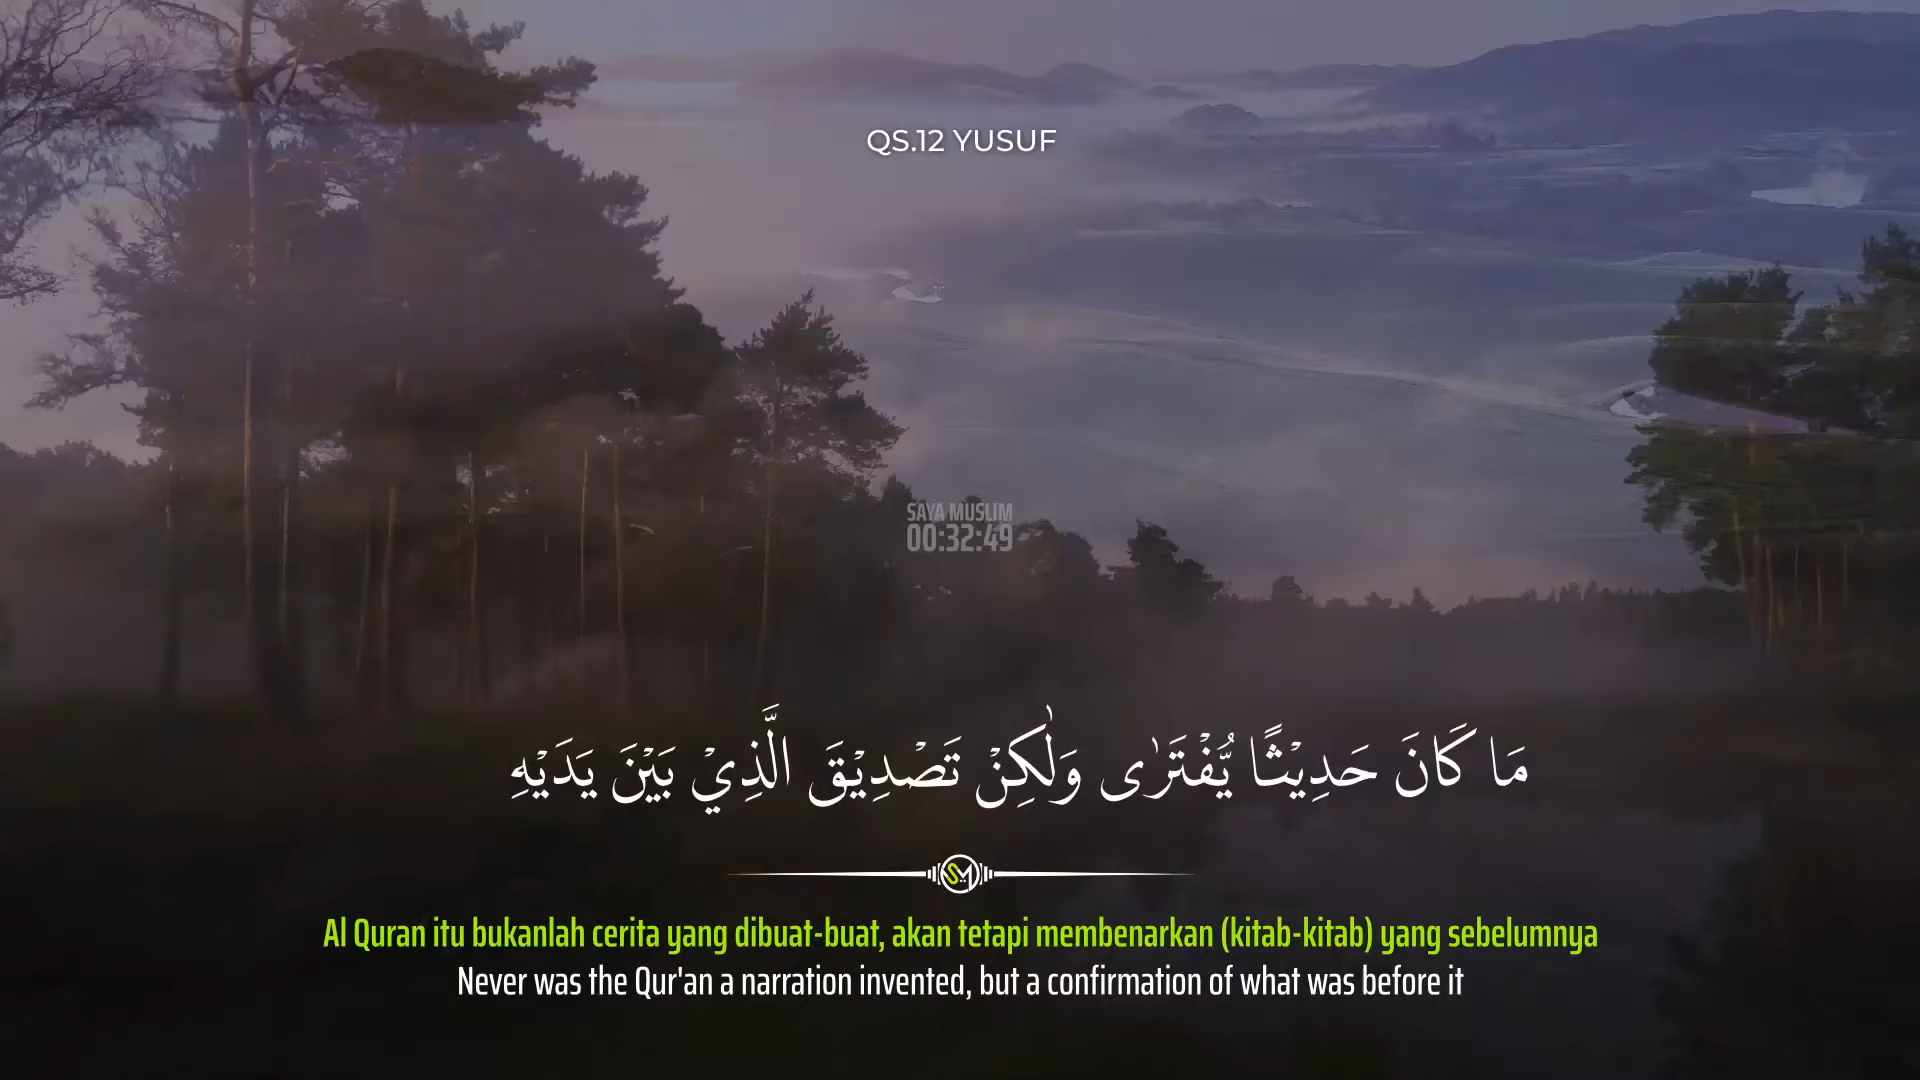 QS.12 YUSUF
SAYA MUSLIM
00:32:49
مَا كَانَ حَدِيْثًا يُّفْتَرٰى وَلٰكِنْ تَصْدِيْقَ الَّذِيْ بَيْنَ يَدَيْهِ
SM
Al Quran itu bukanlah cerita yang dibuat-buat, akan tetapi membenarkan (kitab-kitab) yang sebelumnya
Never was the Qur'an a narration invented, but a confirmation of what was before it